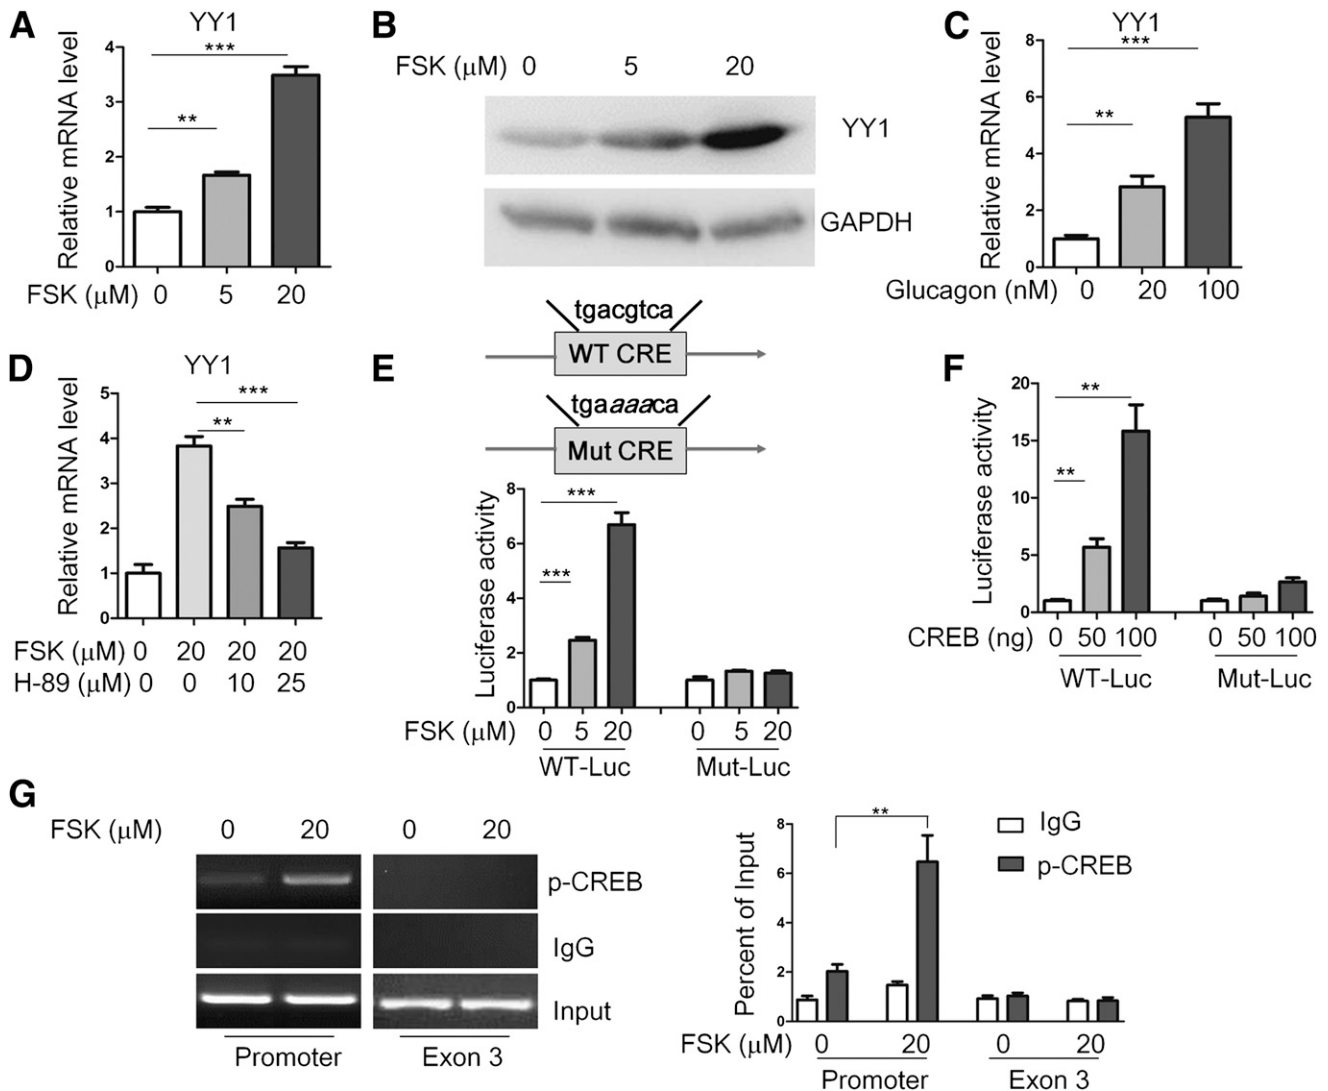 A
YY1
Relative mRNA level
4
3
2
1
0
***
**
FSK (μM) 0 5 20
B
FSK (μM) 0 5 20
YY1
GAPDH
C
YY1
Relative mRNA level
8
6
4
2
0
***
**
Glucagon (nM) 0 20 100
D
YY1
Relative mRNA level
5
4
3
2
1
0
***
**
FSK (μM) 0 20 20 20
H-89 (μM) 0 0 10 25
E
tgacgtca
WT CRE
tgaaaaca
Mut CRE
Luciferase activity
8
6
4
2
0
***
***
FSK (μM) 0 5 20 0 5 20
WT-Luc Mut-Luc
F
Luciferase activity
20
15
10
5
0
**
**
CREB (ng) 0 50 100 0 50 100
WT-Luc Mut-Luc
G
FSK (μM) 0 20 0 20
p-CREB
IgG
Input
Promoter Exon 3
Percent of Input
8
6
4
2
0
**
IgG
p-CREB
FSK (μM) 0 20 0 20
Promoter Exon 3